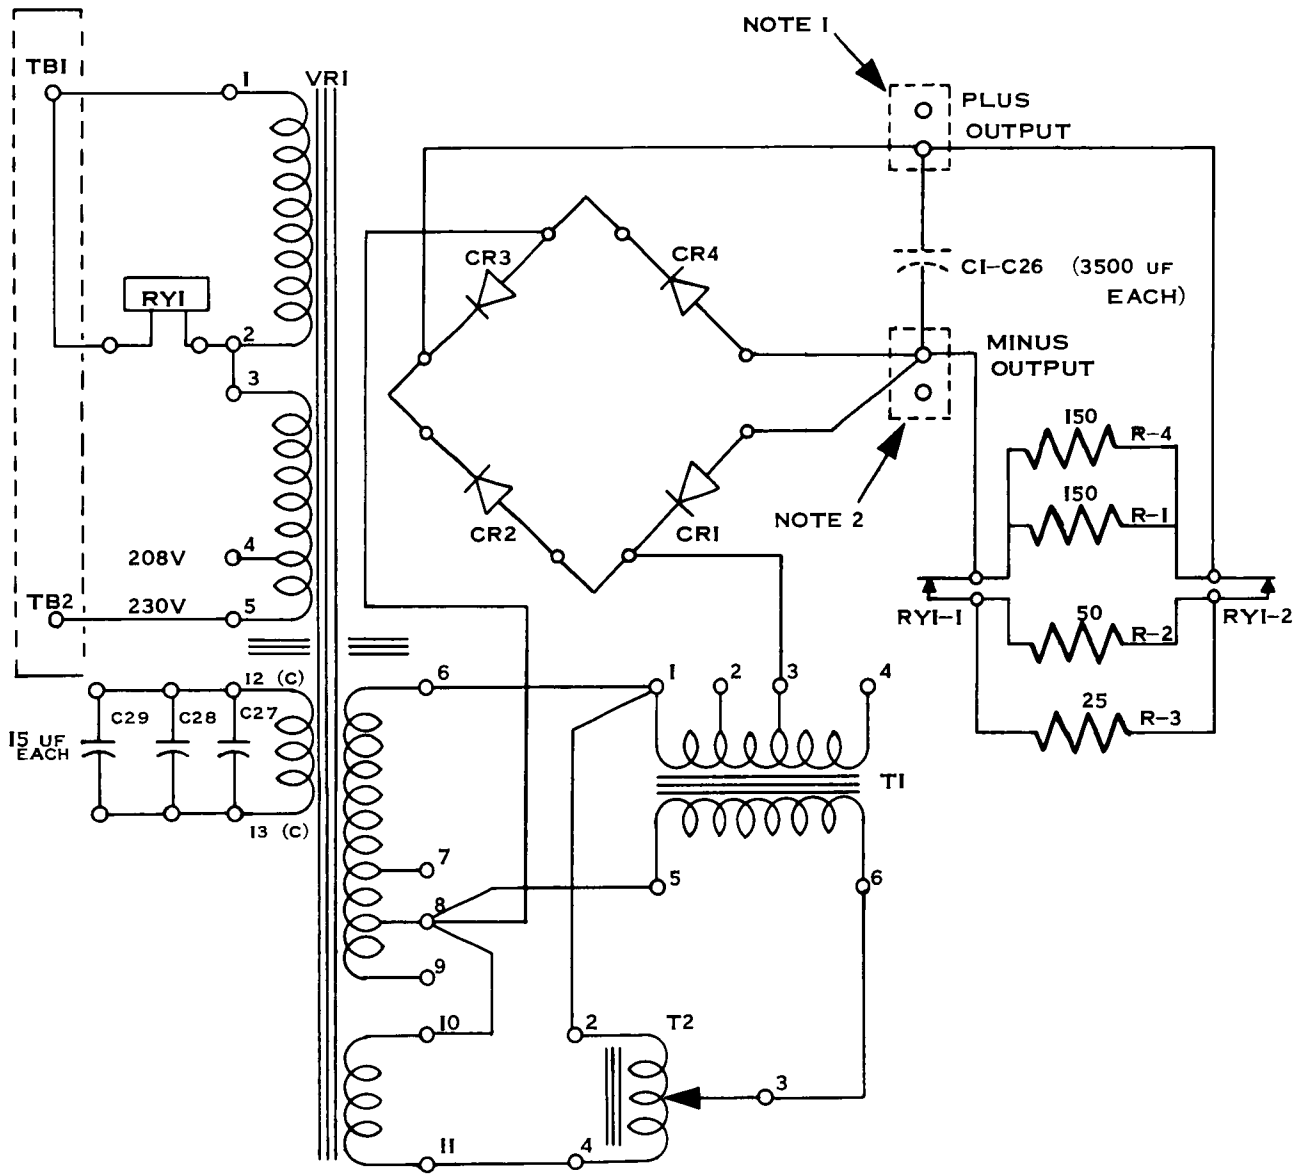 NOTE 1
TB1
1
VR1
PLUS
OUTPUT
CR3
CR4
C1-C26 (3500 UF
EACH)
RY1
2
3
MINUS
OUTPUT
150
R-4
150
R-1
NOTE 2
CR2
CR1
208V
4
TB2
230V
5
RY1-1
50
R-2
RY1-2
12 (C)
6
1
2
3
4
25
R-3
C29
C28
C27
15 UF
EACH
T1
13 (C)
7
5
6
8
9
10
2
T2
3
11
4